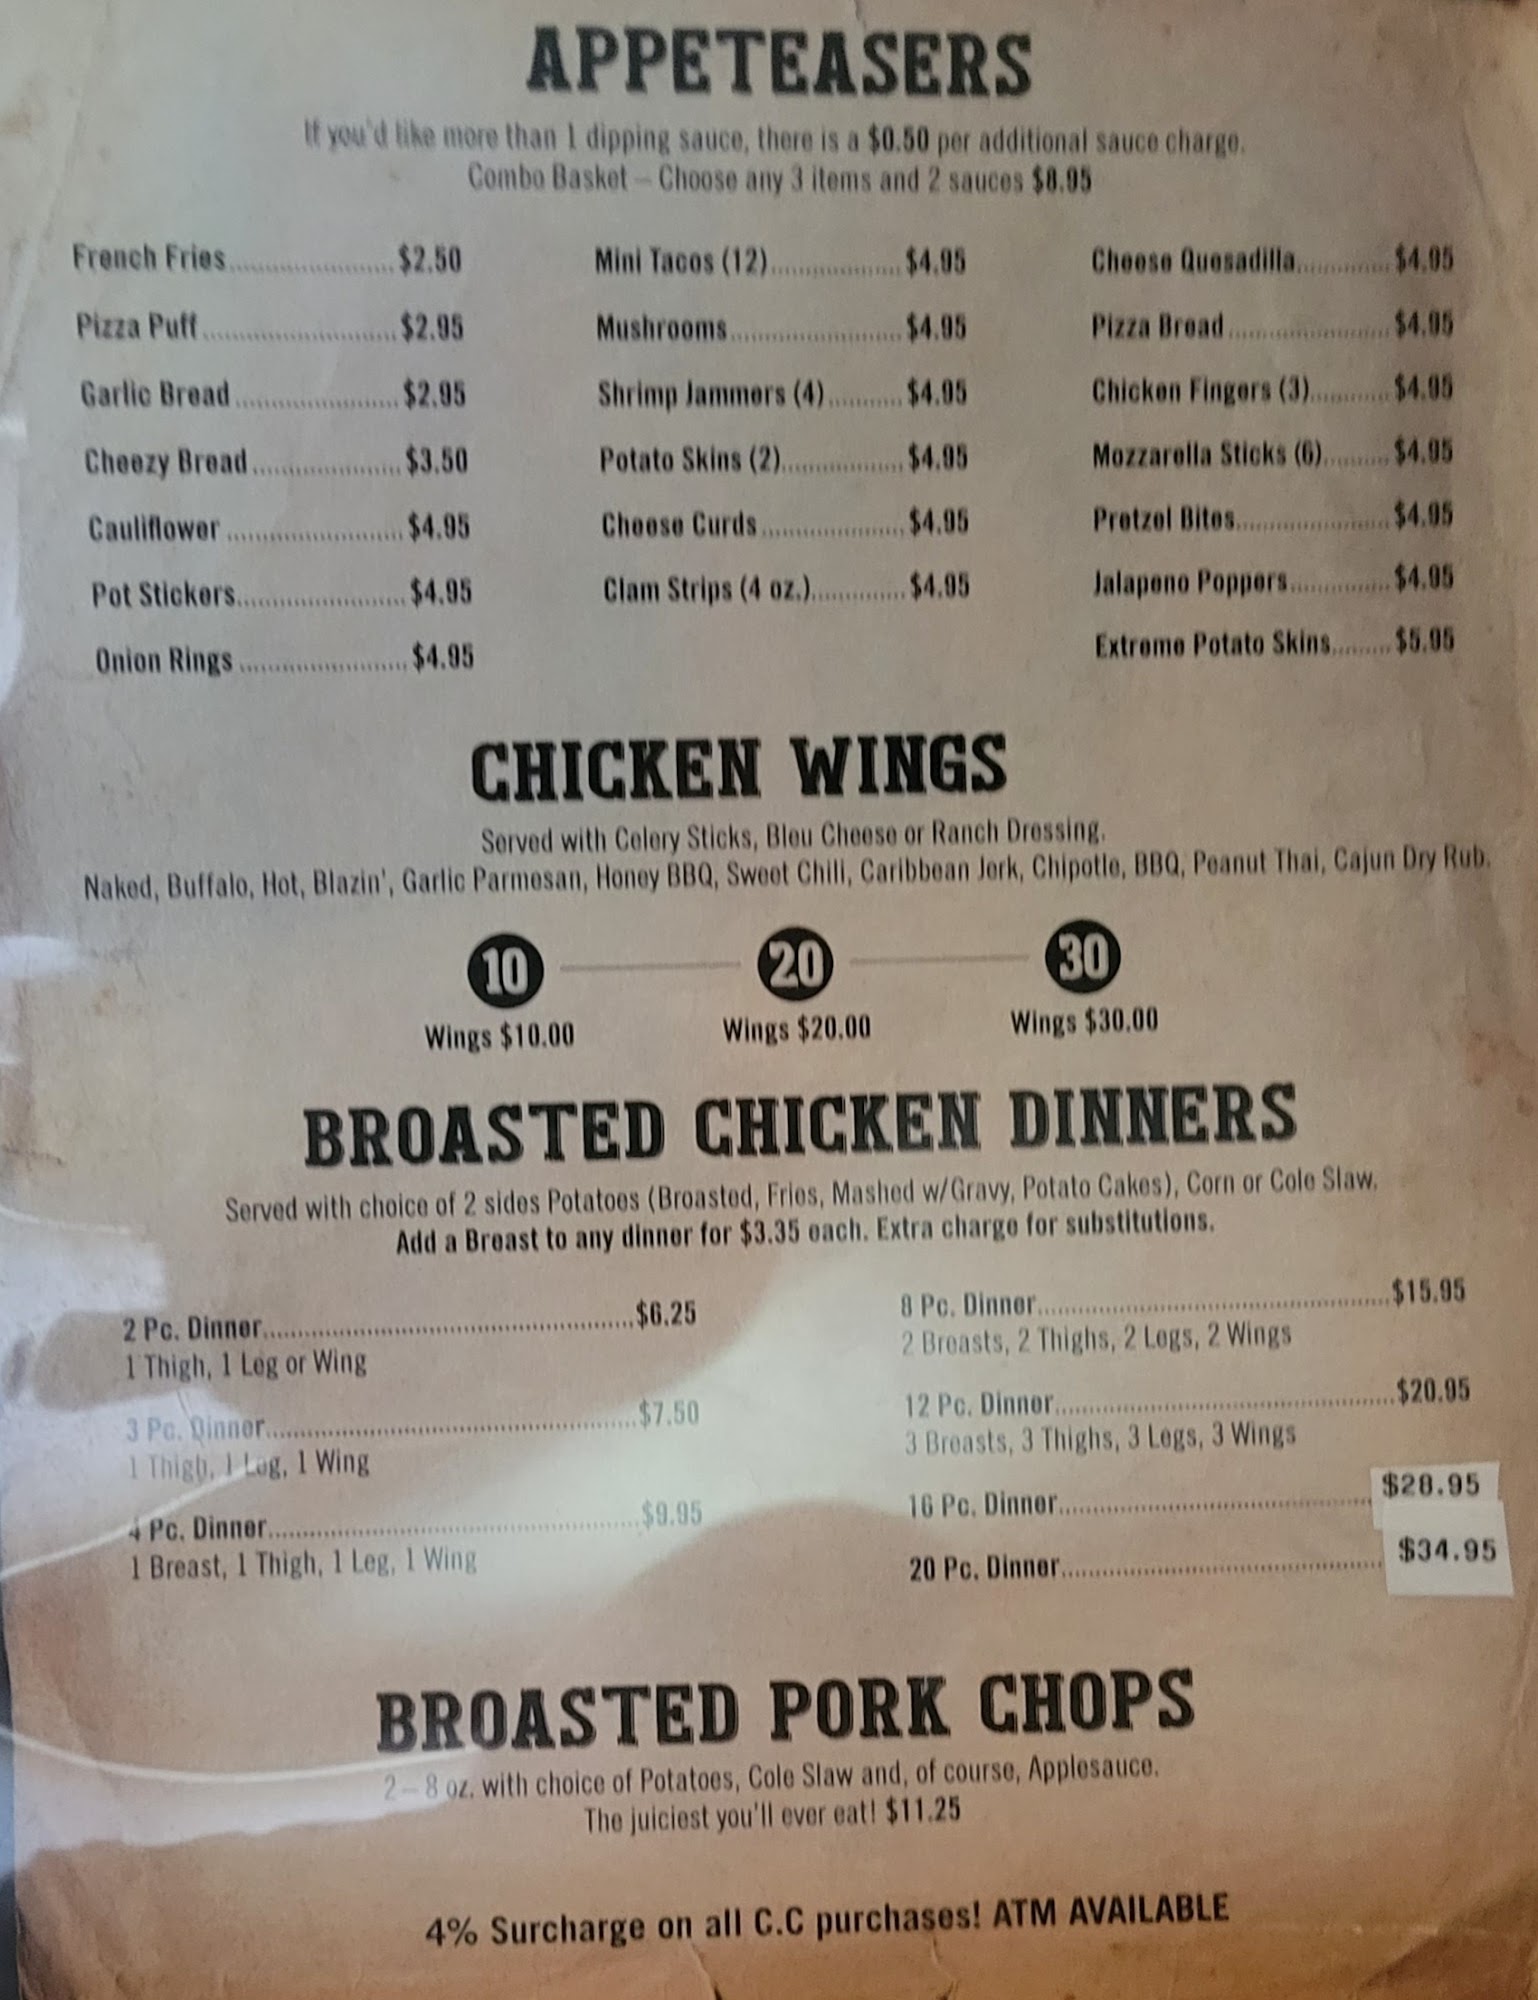 APPETEASERS
If you'd like more than 1 dipping sauce, there is a $0.50 per additional sauce charge.
Combo Basket – Choose any 3 items and 2 sauces $8.95
French Fries $2.50
Pizza Puff $2.95
Garlic Bread $2.95
Cheezy Bread $3.50
Cauliflower $4.95
Pot Stickers $4.95
Onion Rings $4.95
Mini Tacos (12) $4.95
Mushrooms $4.95
Shrimp Jammers (4) $4.95
Potato Skins (2) $4.95
Cheese Curds $4.95
Clam Strips (4 oz.) $4.95
Cheese Quesadilla $4.95
Pizza Bread $4.95
Chicken Fingers (3) $4.95
Mozzarella Sticks (6) $4.95
Pretzel Bites $4.95
Jalapeno Poppers $4.95
Extreme Potato Skins $5.95
CHICKEN WINGS
Served with Celery Sticks, Bleu Cheese or Ranch Dressing.
Naked, Buffalo, Hot, Blazin', Garlic Parmesan, Honey BBQ, Sweet Chili, Caribbean Jerk, Chipotle, BBQ, Peanut Thai, Cajun Dry Rub.
10 20 30
Wings $10.00 Wings $20.00 Wings $30.00
BROASTED CHICKEN DINNERS
Served with choice of 2 sides Potatoes (Broasted, Fries, Mashed w/Gravy, Potato Cakes), Corn or Cole Slaw.
Add a Breast to any dinner for $3.35 each. Extra charge for substitutions.
2 Pc. Dinner $6.25
1 Thigh, 1 Leg or Wing
3 Pc. Dinner $7.50
1 Thigh, 1 Leg, 1 Wing
4 Pc. Dinner $9.95
1 Breast, 1 Thigh, 1 Leg, 1 Wing
8 Pc. Dinner $15.95
2 Breasts, 2 Thighs, 2 Legs, 2 Wings
12 Pc. Dinner $20.95
3 Breasts, 3 Thighs, 3 Legs, 3 Wings
16 Pc. Dinner $28.95
20 Pc. Dinner $34.95
BROASTED PORK CHOPS
2 – 8 oz. with choice of Potatoes, Cole Slaw and, of course, Applesauce.
The juiciest you'll ever eat! $11.25
4% Surcharge on all C.C purchases! ATM AVAILABLE